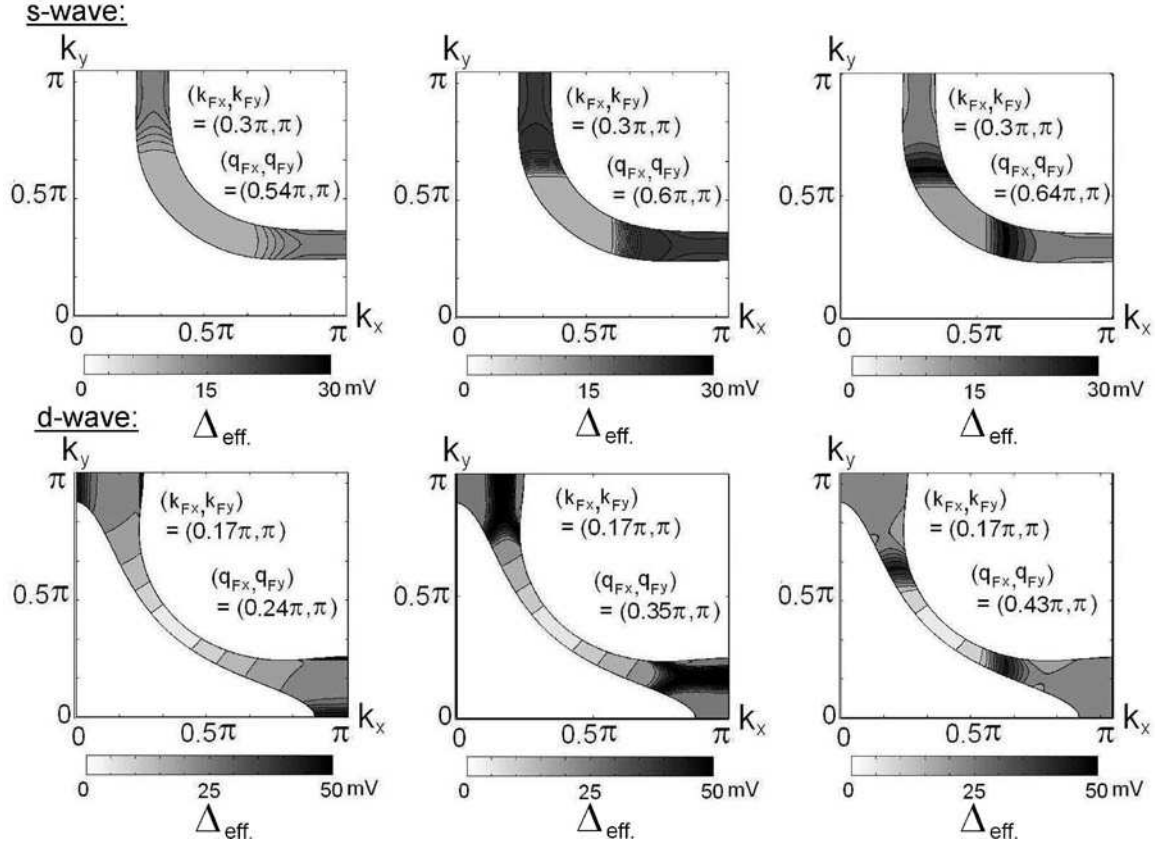 s-wave:
k_y
π
0.5π
0
(k_Fx,k_Fy)
= (0.3π,π)
(q_Fx,q_Fy)
=(0.54π,π)
0 0.5π π k_x
0 15 30 mV
Δ_eff.
k_y
π
0.5π
0
(k_Fx,k_Fy)
= (0.3π,π)
(q_Fx,q_Fy)
=(0.6π,π)
0 0.5π π k_x
0 15 30 mV
Δ_eff.
k_y
π
0.5π
0
(k_Fx,k_Fy)
= (0.3π,π)
(q_Fx,q_Fy)
=(0.64π,π)
0 0.5π π k_x
0 15 30 mV
Δ_eff.
d-wave:
k_y
π
0.5π
0
(k_Fx,k_Fy)
= (0.17π,π)
(q_Fx,q_Fy)
= (0.24π,π)
0 0.5π π k_x
0 25 50 mV
Δ_eff.
k_y
π
0.5π
0
(k_Fx,k_Fy)
= (0.17π,π)
(q_Fx,q_Fy)
= (0.35π,π)
0 0.5π π k_x
0 25 50 mV
Δ_eff.
k_y
π
0.5π
0
(k_Fx,k_Fy)
= (0.17π,π)
(q_Fx,q_Fy)
= (0.43π,π)
0 0.5π π k_x
0 25 50 mV
Δ_eff.